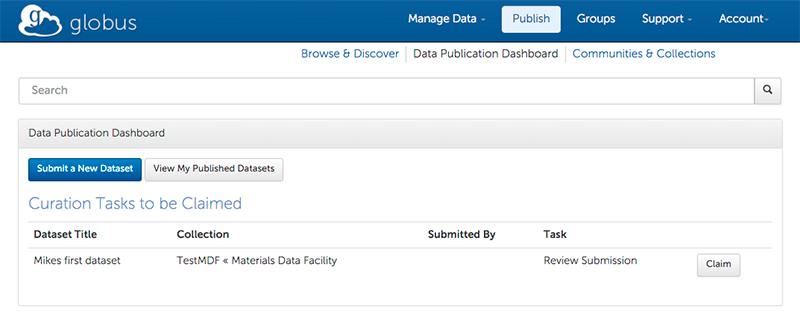 globus
Manage Data Publish Groups Support Account
Browse & Discover Data Publication Dashboard Communities & Collections
Search
Data Publication Dashboard
Submit a New Dataset View My Published Datasets
Curation Tasks to be Claimed
Dataset Title Collection Submitted By Task
Mikes first dataset TestMDF « Materials Data Facility Review Submission Claim